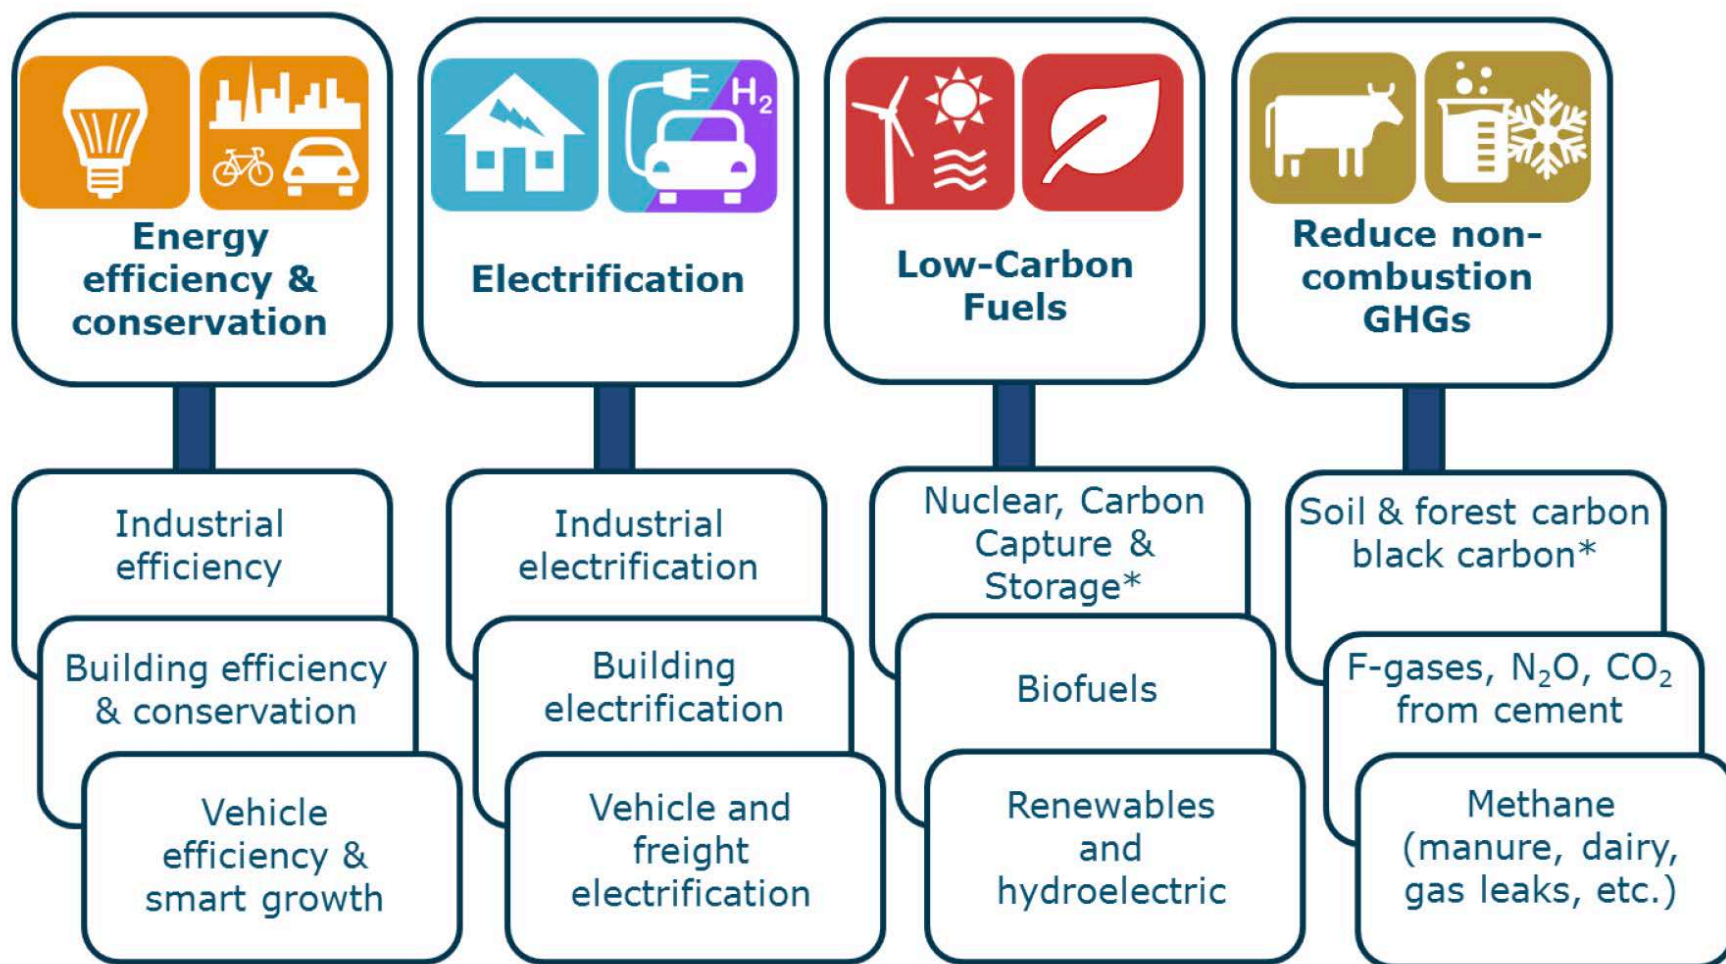 H₂
Energy
efficiency &
conservation
Electrification
Low-Carbon
Fuels
Reduce non-
combustion
GHGs
Industrial
efficiency
Building efficiency
& conservation
Vehicle
efficiency &
smart growth
Industrial
electrification
Building
electrification
Vehicle and
freight
electrification
Nuclear, Carbon
Capture &
Storage*
Biofuels
Renewables
and
hydroelectric
Soil & forest carbon
black carbon*
F-gases, N₂O, CO₂
from cement
Methane
(manure, dairy,
gas leaks, etc.)